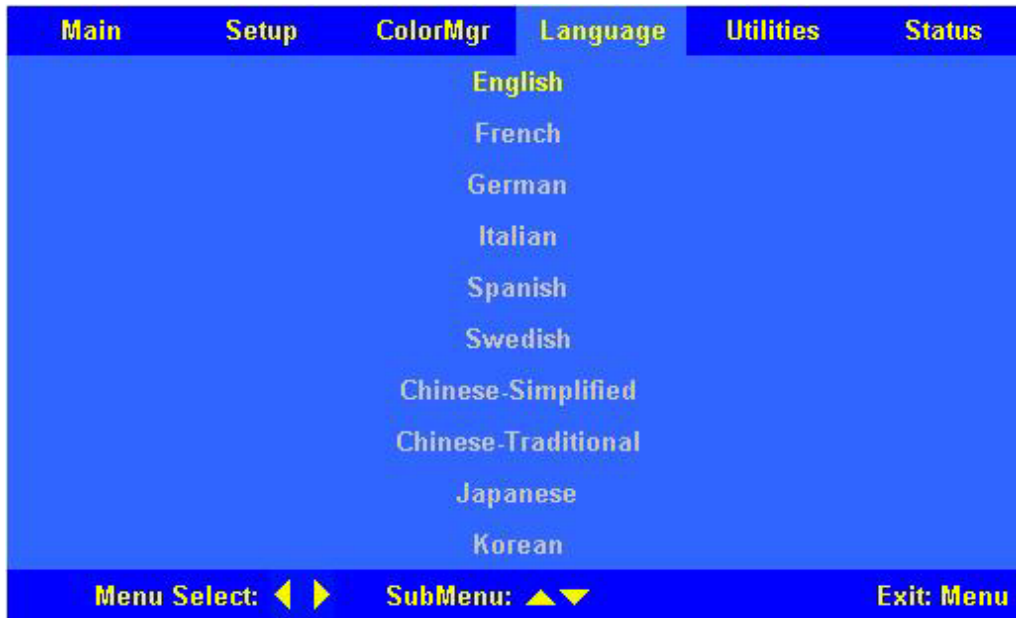 Main Setup ColorMgr Language Utilities Status
English
French
German
Italian
Spanish
Swedish
Chinese-Simplified
Chinese-Traditional
Japanese
Korean
Menu Select: SubMenu: Exit: Menu